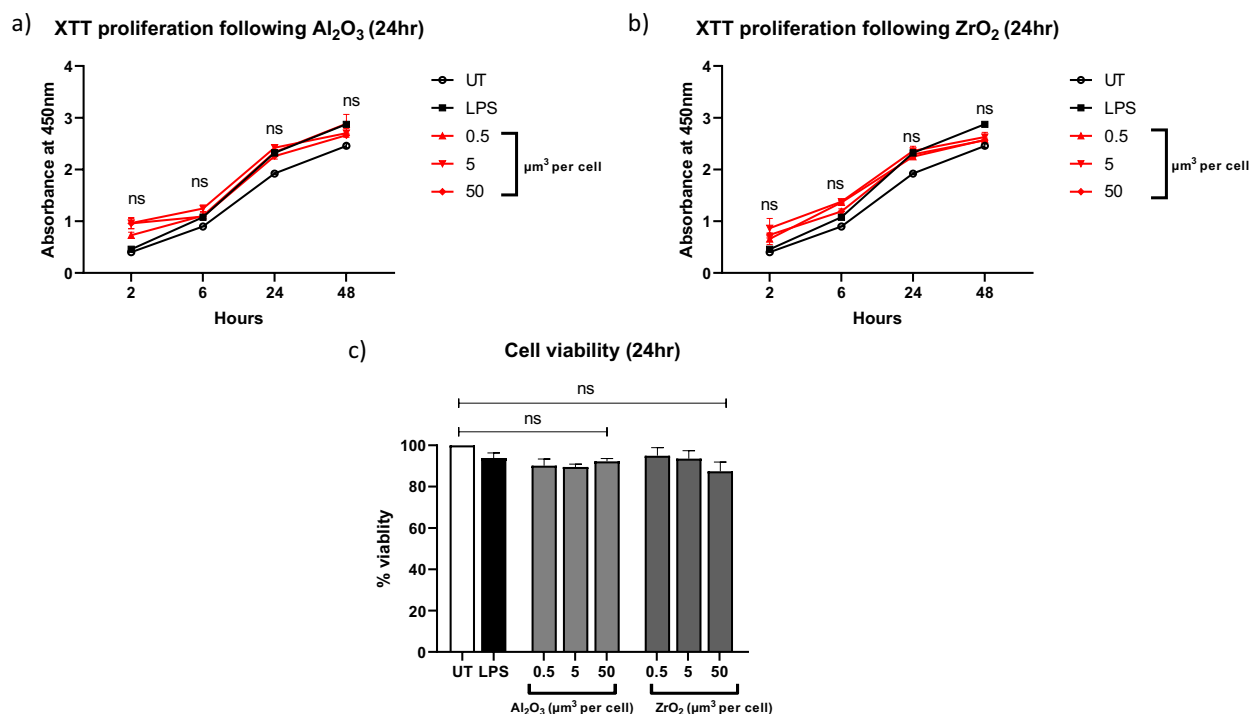 a) XTT proliferation following Al₂O₃ (24hr)
Absorbance at 450nm
4
3
2
1
0
ns
ns
ns
ns
2 6 24 48
Hours
UT
LPS
0.5
5
50
µm³ per cell
b) XTT proliferation following ZrO₂ (24hr)
Absorbance at 450nm
4
3
2
1
0
ns
ns
ns
ns
2 6 24 48
Hours
UT
LPS
0.5
5
50
µm³ per cell
c) Cell viability (24hr)
ns
ns
% viablity
100
80
60
40
20
0
UT LPS 0.5 5 50 0.5 5 50
Al₂O₃ (µm³ per cell) ZrO₂ (µm³ per cell)